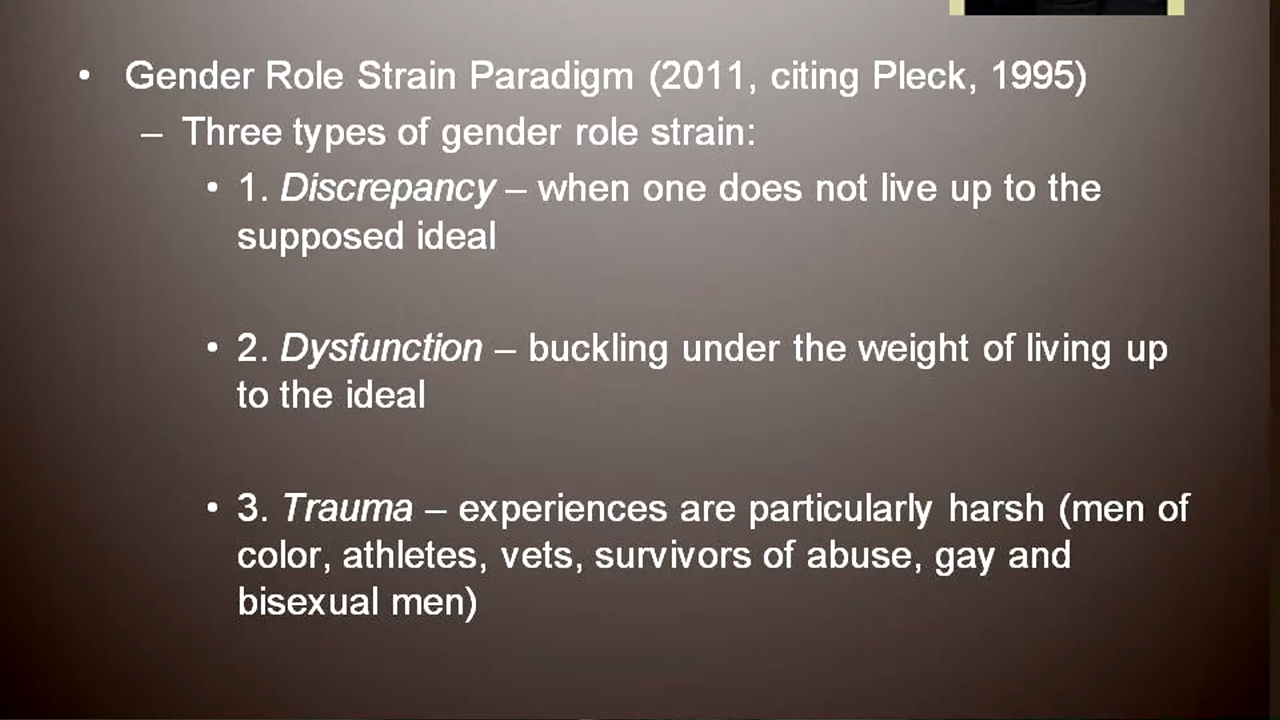 • Gender Role Strain Paradigm (2011, citing Pleck, 1995)
– Three types of gender role strain:
• 1. Discrepancy – when one does not live up to the
supposed ideal
• 2. Dysfunction – buckling under the weight of living up
to the ideal
• 3. Trauma – experiences are particularly harsh (men of
color, athletes, vets, survivors of abuse, gay and
bisexual men)